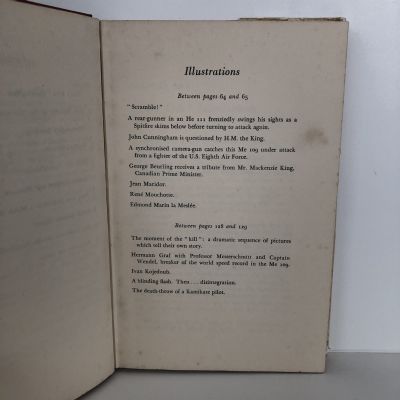 Illustrations
Between pages 64 and 65
"Scramble!"
A rear-gunner in an He 111 frenziedly swings his sights as a
Spitfire skims below before turning to attack again.
John Cunningham is questioned by H.M. the King.
A synchronised camera-gun catches this Me 109 under attack
from a fighter of the U.S. Eighth Air Force.
George Beurling receives a tribute from Mr. Mackenzie King,
Canadian Prime Minister.
Jean Maridor.
René Mouchotte.
Edmond Marin la Meslée.
Between pages 128 and 129
The moment of the "kill": a dramatic sequence of pictures
which tell their own story.
Hermann Graf with Professor Messerschmitt and Captain
Wendel, breaker of the world speed record in the Me 209.
Ivan Kojedoub.
A blinding flash. Then . . . disintegration.
The death-throw of a Kamikaze pilot.